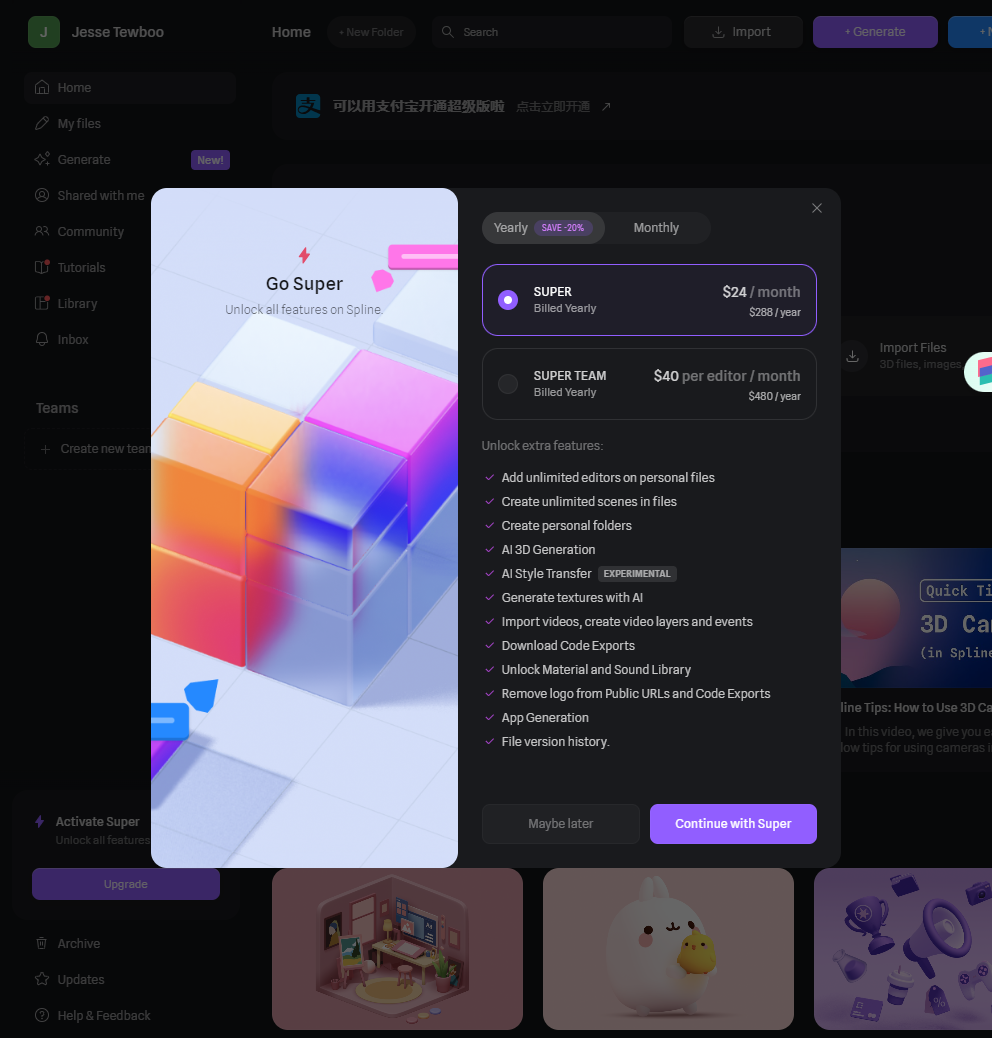 J Jesse Tewboo
Home
+ New Folder
Search
Import
+ Generate
Home
My files
Generate New!
Shared with me
Community
Tutorials
Library
Inbox
Teams
+ Create new team
可以用支付宝开通超级版啦 点击立即开通 ↗
支
Go Super
Unlock all features on Spline.
Yearly SAVE -20%
Monthly
SUPER
Billed Yearly
$24 / month
$288 / year
SUPER TEAM
Billed Yearly
$40 per editor / month
$480 / year
Unlock extra features:
Add unlimited editors on personal files
Create unlimited scenes in files
Create personal folders
AI 3D Generation
AI Style Transfer EXPERIMENTAL
Generate textures with AI
Import videos, create video layers and events
Download Code Exports
Unlock Material and Sound Library
Remove logo from Public URLs and Code Exports
App Generation
File version history.
Maybe later
Continue with Super
Import Files
3D files, images,
Quick Ti
3D Ca
(in Spline
line Tips: How to Use 3D Ca
In this video, we give you es
low tips for using cameras i
Activate Super
Unlock all features
Upgrade
Archive
Updates
Help & Feedback